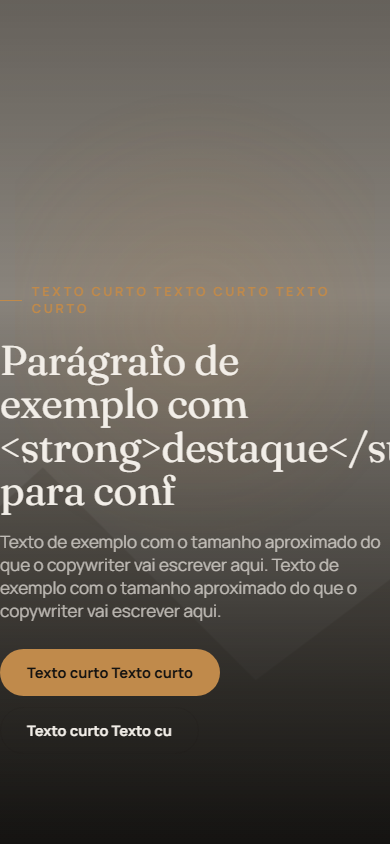 TEXTO CURTO TEXTO CURTO TEXTO
CURTO
Parágrafo de
exemplo com
<strong>destaque</
para conf
Texto de exemplo com o tamanho aproximado do
que o copywriter vai escrever aqui. Texto de
exemplo com o tamanho aproximado do que o
copywriter vai escrever aqui.
Texto curto Texto curto
Texto curto Texto cu